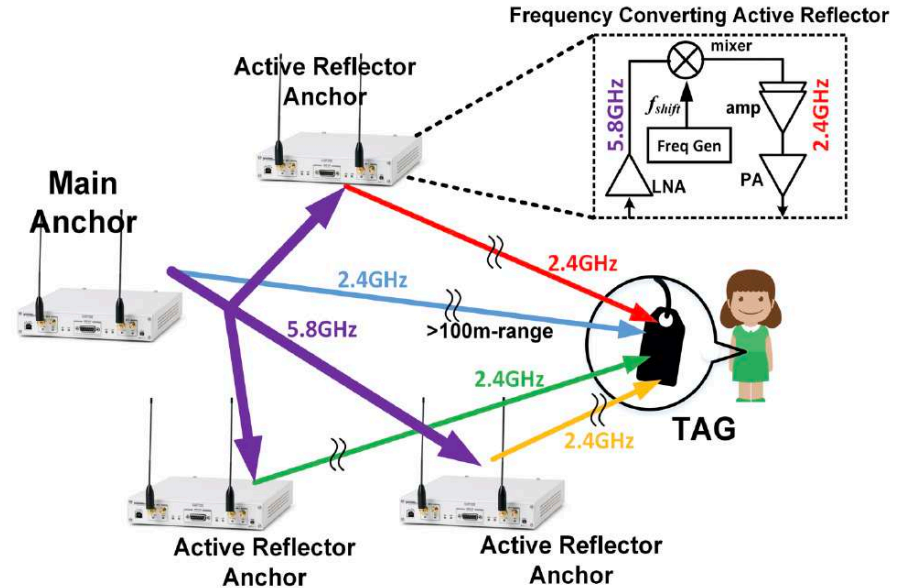 Frequency Converting Active Reflector
mixer
5.8GHz
fshift
Freq Gen
amp
2.4GHz
LNA
PA
Active Reflector
Anchor
Main
Anchor
2.4GHz
2.4GHz
5.8GHz
>100m-range
2.4GHz
2.4GHz
TAG
Active Reflector
Anchor
Active Reflector
Anchor